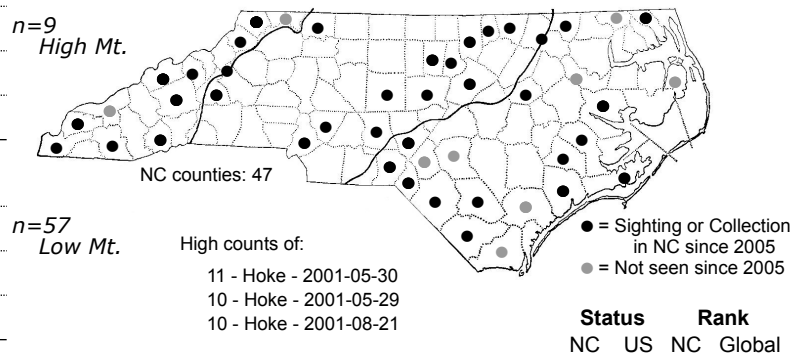 n=9
High Mt.
NC counties: 47
n=57
Low Mt.
High counts of:
11 - Hoke - 2001-05-30
10 - Hoke - 2001-05-29
10 - Hoke - 2001-08-21
● = Sighting or Collection
in NC since 2005
● = Not seen since 2005
Status Rank
NC US NC Global